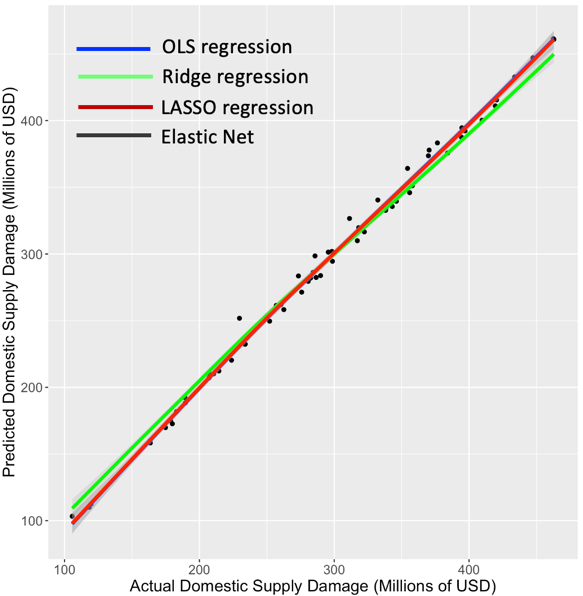 OLS regression
Ridge regression
LASSO regression
Elastic Net
Predicted Domestic Supply Damage (Millions of USD)
400
300
200
100
100 200 300 400
Actual Domestic Supply Damage (Millions of USD)